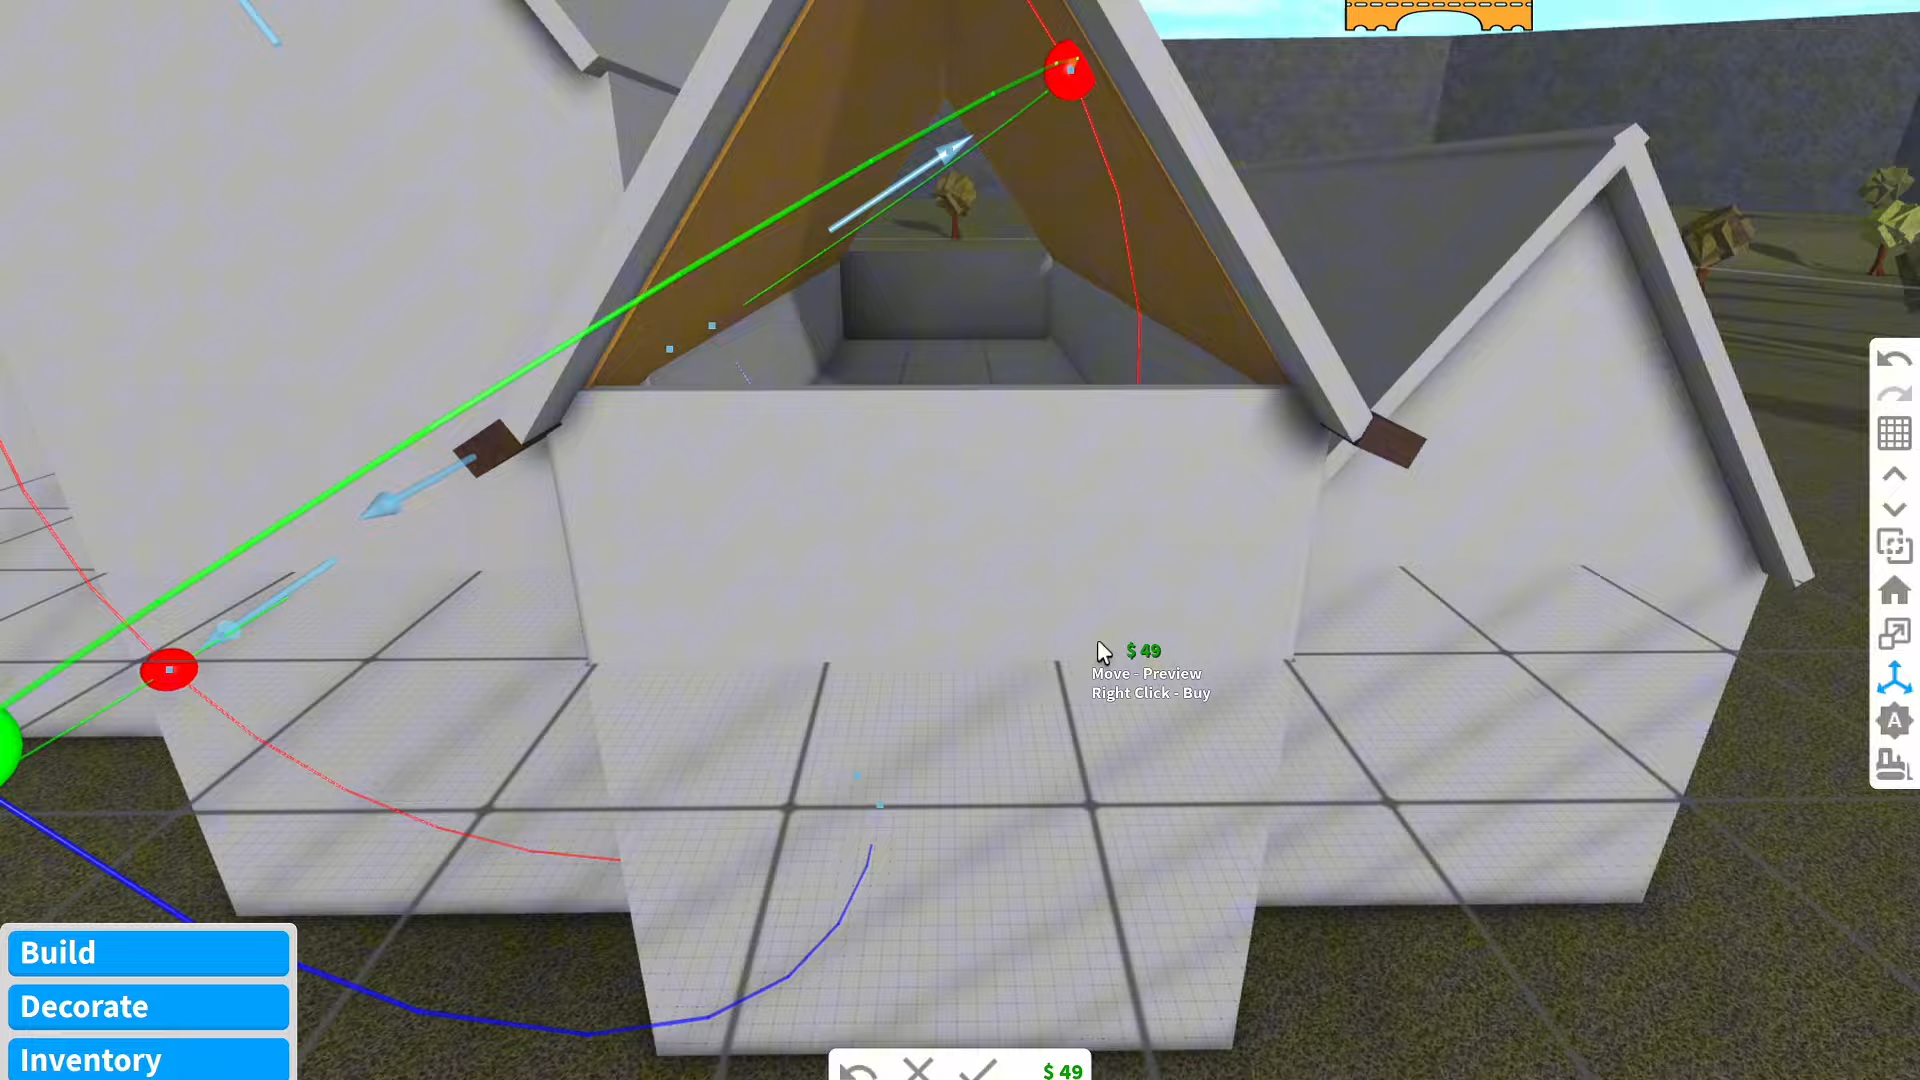 $ 49
Move - Preview
Right Click - Buy
A
Build
Decorate
Inventory
$ 49